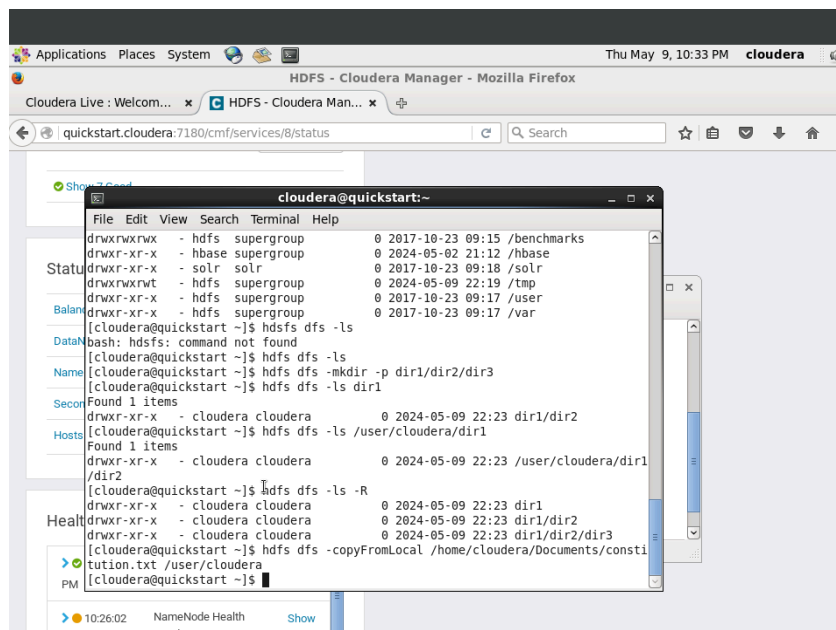 Applications Places System Thu May 9, 10:33 PM cloudera
HDFS - Cloudera Manager - Mozilla Firefox
Cloudera Live : Welcom... × HDFS - Cloudera Man... ×
quickstart.cloudera:7180/cmf/services/8/status Search
Show 7 Good
cloudera@quickstart:~
File Edit View Search Terminal Help
drwxrwxrwx - hdfs supergroup 0 2017-10-23 09:15 /benchmarks
drwxr-xr-x - hbase supergroup 0 2024-05-02 21:12 /hbase
drwxr-xr-x - solr solr 0 2017-10-23 09:18 /solr
drwxrwxrwt - hdfs supergroup 0 2024-05-09 22:19 /tmp
drwxr-xr-x - hdfs supergroup 0 2017-10-23 09:17 /user
drwxr-xr-x - hdfs supergroup 0 2017-10-23 09:17 /var
[cloudera@quickstart ~]$ hdsfs dfs -ls
bash: hdsfs: command not found
[cloudera@quickstart ~]$ hdfs dfs -ls
[cloudera@quickstart ~]$ hdfs dfs -mkdir -p dir1/dir2/dir3
[cloudera@quickstart ~]$ hdfs dfs -ls dir1
Found 1 items
drwxr-xr-x - cloudera cloudera 0 2024-05-09 22:23 dir1/dir2
[cloudera@quickstart ~]$ hdfs dfs -ls /user/cloudera/dir1
Found 1 items
drwxr-xr-x - cloudera cloudera 0 2024-05-09 22:23 /user/cloudera/dir1
/dir2
[cloudera@quickstart ~]$ hdfs dfs -ls -R
drwxr-xr-x - cloudera cloudera 0 2024-05-09 22:23 dir1
drwxr-xr-x - cloudera cloudera 0 2024-05-09 22:23 dir1/dir2
drwxr-xr-x - cloudera cloudera 0 2024-05-09 22:23 dir1/dir2/dir3
[cloudera@quickstart ~]$ hdfs dfs -copyFromLocal /home/cloudera/Documents/consti
tution.txt /user/cloudera
[cloudera@quickstart ~]$
Statu
Balan
DataN
Name
Secon
Hosts
Healt
PM
10:26:02 NameNode Health Show